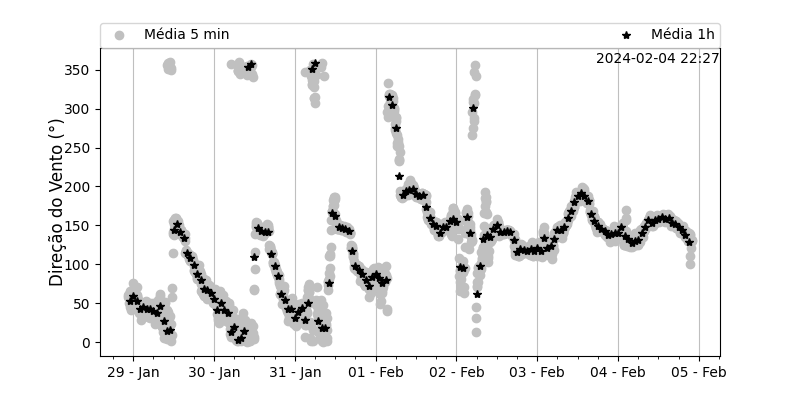 Média 5 min
Média 1h
2024-02-04 22:27
Direção do Vento (°)
350
300
250
200
150
100
50
0
29 - Jan
30 - Jan
31 - Jan
01 - Feb
02 - Feb
03 - Feb
04 - Feb
05 - Feb